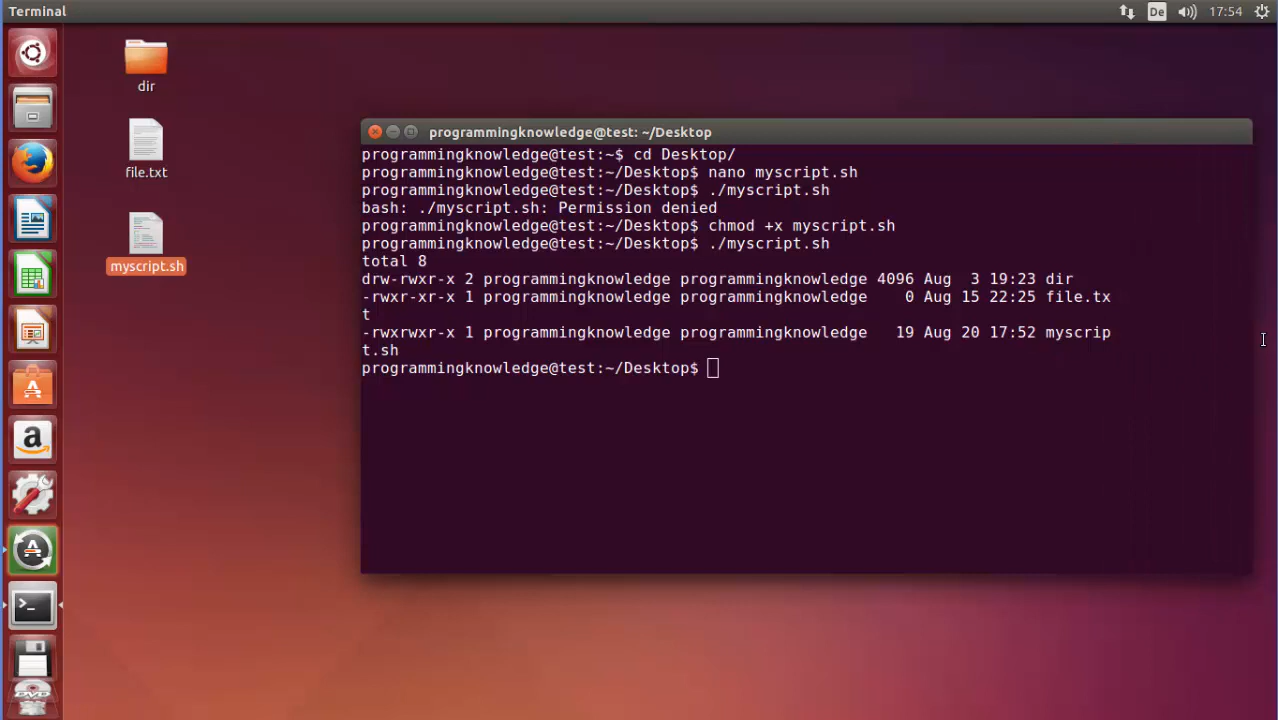 Terminal
De
17:54
dir
file.txt
myscript.sh
programmingknowledge@test: ~/Desktop
programmingknowledge@test:~$ cd Desktop/
programmingknowledge@test:~/Desktop$ nano myscript.sh
programmingknowledge@test:~/Desktop$ ./myscript.sh
bash: ./myscript.sh: Permission denied
programmingknowledge@test:~/Desktop$ chmod +x myscript.sh
programmingknowledge@test:~/Desktop$ ./myscript.sh
total 8
drw-rwxr-x 2 programmingknowledge programmingknowledge 4096 Aug  3 19:23 dir
-rwxr-xr-x 1 programmingknowledge programmingknowledge    0 Aug 15 22:25 file.tx
t
-rwxrwxr-x 1 programmingknowledge programmingknowledge   19 Aug 20 17:52 myscrip
t.sh
programmingknowledge@test:~/Desktop$